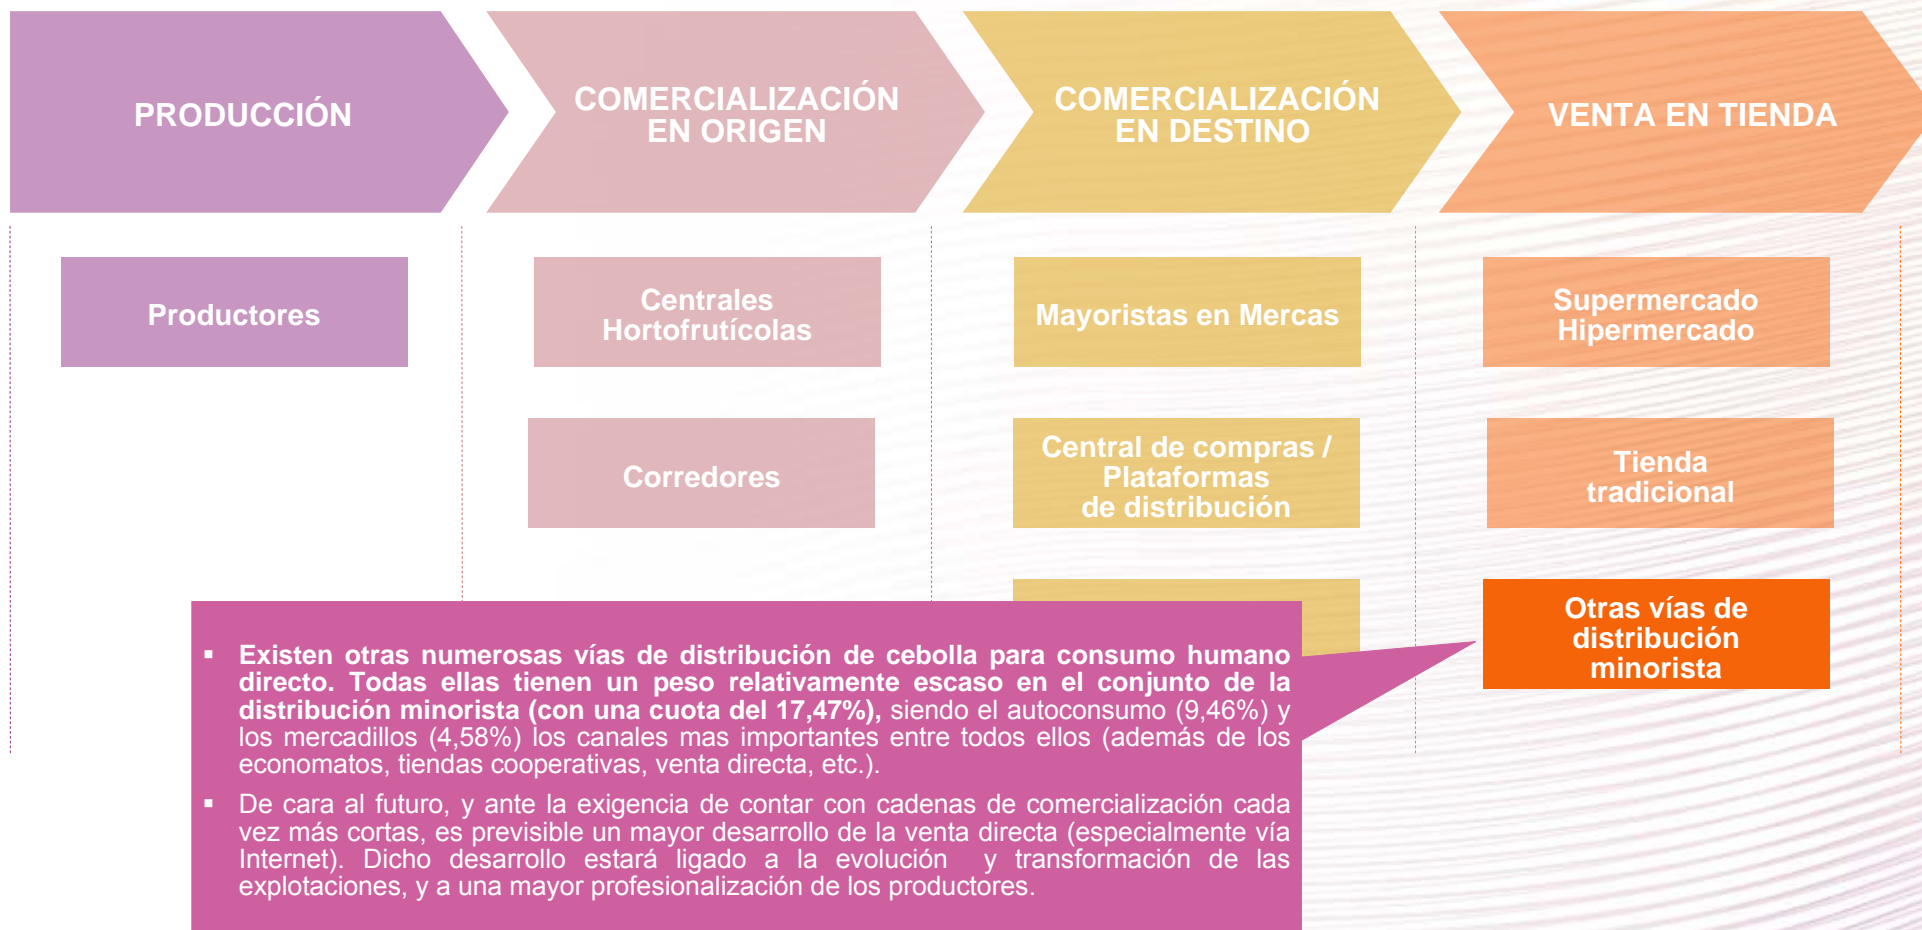 PRODUCCIÓN
COMERCIALIZACIÓN
EN ORIGEN
COMERCIALIZACIÓN
EN DESTINO
VENTA EN TIENDA
Productores
Centrales
Hortofrutícolas
Mayoristas en Mercas
Supermercado
Hipermercado
Corredores
Central de compras /
Plataformas
de distribución
Tienda
tradicional
Otras vías de
distribución
minorista
▪ Existen otras numerosas vías de distribución de cebolla para consumo humano
directo. Todas ellas tienen un peso relativamente escaso en el conjunto de la
distribución minorista (con una cuota del 17,47%), siendo el autoconsumo (9,46%) y
los mercadillos (4,58%) los canales mas importantes entre todos ellos (además de los
economatos, tiendas cooperativas, venta directa, etc.).
▪ De cara al futuro, y ante la exigencia de contar con cadenas de comercialización cada
vez más cortas, es previsible un mayor desarrollo de la venta directa (especialmente vía
Internet). Dicho desarrollo estará ligado a la evolución y transformación de las
explotaciones, y a una mayor profesionalización de los productores.